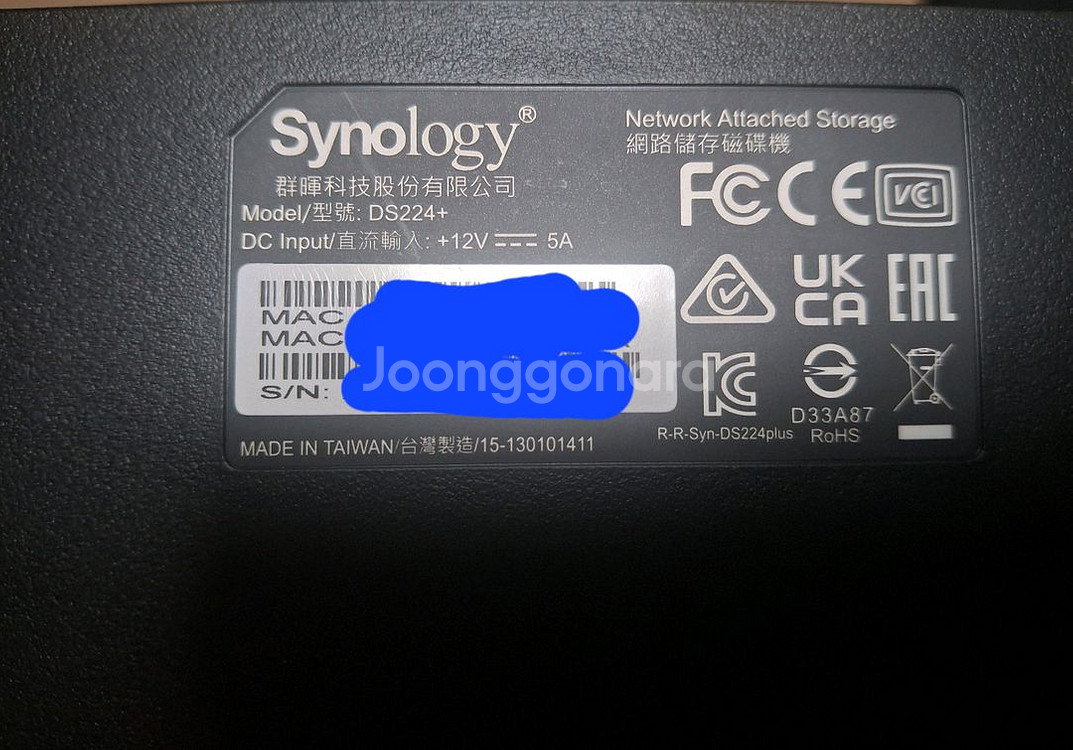 Synology®
群暉科技股份有限公司
Model/型號: DS224+
DC Input/直流輸入: +12V 5A
Network Attached Storage
網路儲存磁碟機
FC CE VCI
UK
CA
EAC
MAC
MAC
S/N:
Joonggonara
D33A87
RoHS
R-R-Syn-DS224plus
MADE IN TAIWAN/台灣製造/15-130101411